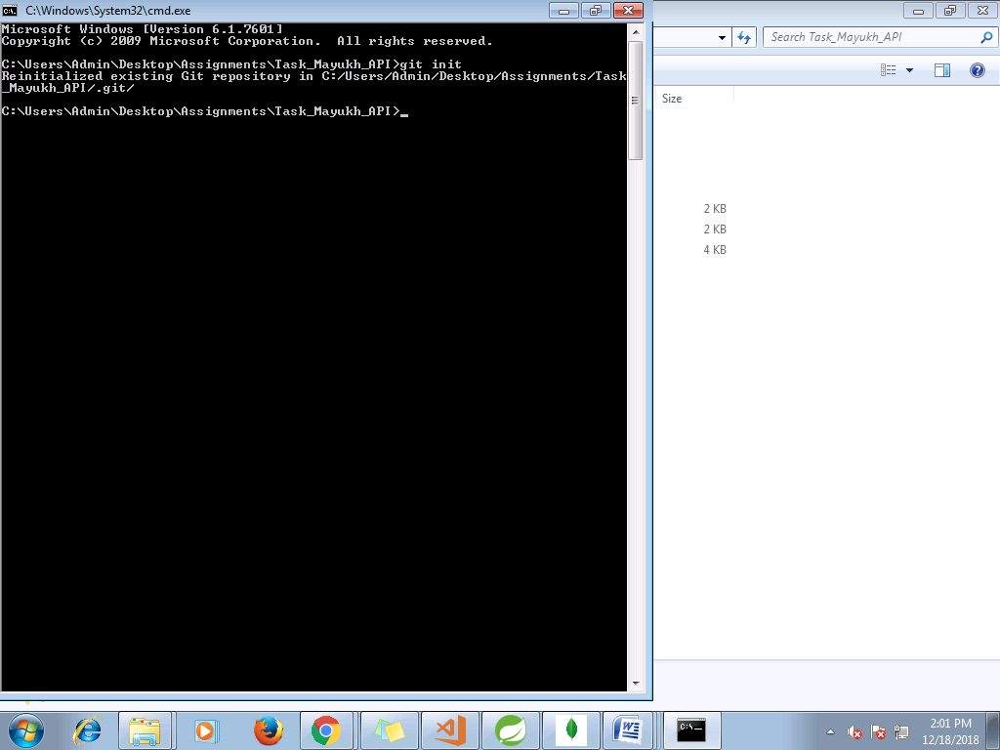 C:\Windows\System32\cmd.exe
Microsoft Windows [Version 6.1.7601]
Copyright (c) 2009 Microsoft Corporation.  All rights reserved.
C:\Users\Admin\Desktop\Assignments\Task_Mayukh_API>git init
Reinitialized existing Git repository in C:/Users/Admin/Desktop/Assignments/Task
_Mayukh_API/.git/
C:\Users\Admin\Desktop\Assignments\Task_Mayukh_API>_
Search Task_Mayukh_API
Size
2 KB
2 KB
4 KB
2:01 PM
12/18/2018